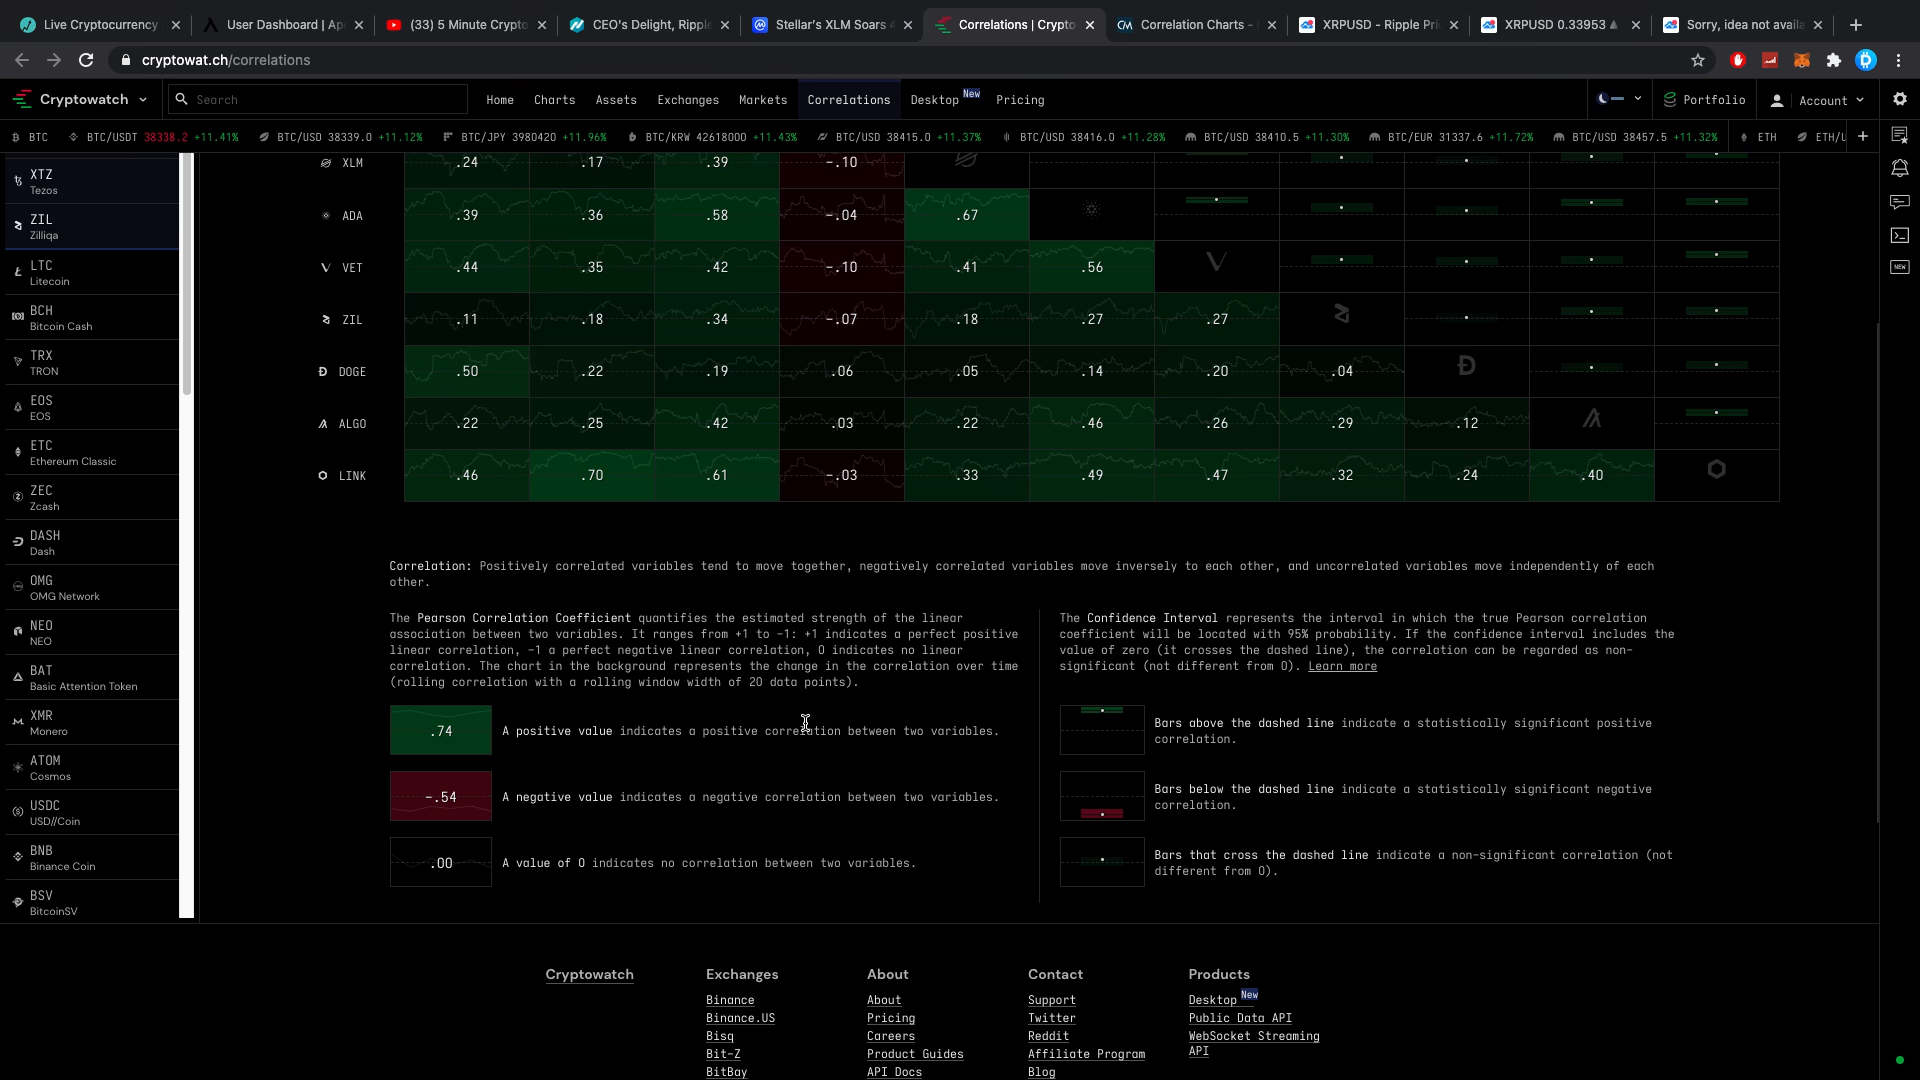 Live Cryptocurrency
User Dashboard | Ap
(33) 5 Minute Crypto
CEO's Delight, Ripple
Stellar's XLM Soars 4
Correlations | Crypto
Correlation Charts -
XRPUSD - Ripple Pri
XRPUSD 0.33953 ▲
Sorry, idea not availa
cryptowat.ch/correlations
Cryptowatch
Search
Home
Charts
Assets
Exchanges
Markets
Correlations
Desktop New
Pricing
Portfolio
Account
BTC
BTC/USDT 38338.2 +11.41%
BTC/USD 38339.0 +11.12%
BTC/JPY 3980420 +11.96%
BTC/KRW 42618000 +11.43%
BTC/USD 38415.0 +11.37%
BTC/USD 38416.0 +11.28%
BTC/USD 38410.5 +11.30%
BTC/EUR 31337.6 +11.72%
BTC/USD 38457.5 +11.32%
ETH
ETH/U
NEW
XTZ
Tezos
ZIL
Zilliqa
LTC
Litecoin
BCH
Bitcoin Cash
TRX
TRON
EOS
EOS
ETC
Ethereum Classic
ZEC
Zcash
DASH
Dash
OMG
OMG Network
NEO
NEO
BAT
Basic Attention Token
XMR
Monero
ATOM
Cosmos
USDC
USD//Coin
BNB
Binance Coin
BSV
BitcoinSV
XLM .24 .17 .39 -.10
ADA .39 .36 .58 -.04 .67
VET .44 .35 .42 -.10 .41 .56
ZIL .11 .18 .34 -.07 .18 .27 .27
DOGE .50 .22 .19 .06 .05 .14 .20 .04
ALGO .22 .25 .42 .03 .22 .46 .26 .29 .12
LINK .46 .70 .61 -.03 .33 .49 .47 .32 .24 .40
Correlation: Positively correlated variables tend to move together, negatively correlated variables move inversely to each other, and uncorrelated variables move independently of each
other.
The Pearson Correlation Coefficient quantifies the estimated strength of the linear
association between two variables. It ranges from +1 to -1: +1 indicates a perfect positive
linear correlation, -1 a perfect negative linear correlation, 0 indicates no linear
correlation. The chart in the background represents the change in the correlation over time
(rolling correlation with a rolling window width of 20 data points).
.74 A positive value indicates a positive correlation between two variables.
-.54 A negative value indicates a negative correlation between two variables.
.00 A value of 0 indicates no correlation between two variables.
The Confidence Interval represents the interval in which the true Pearson correlation
coefficient will be located with 95% probability. If the confidence interval includes the
value of zero (it crosses the dashed line), the correlation can be regarded as non-
significant (not different from 0). Learn more
Bars above the dashed line indicate a statistically significant positive
correlation.
Bars below the dashed line indicate a statistically significant negative
correlation.
Bars that cross the dashed line indicate a non-significant correlation (not
different from 0).
Cryptowatch
Exchanges
Binance
Binance.US
Bisq
Bit-Z
BitBay
About
About
Pricing
Careers
Product Guides
API Docs
Contact
Support
Twitter
Reddit
Affiliate Program
Blog
Products
Desktop New
Public Data API
WebSocket Streaming
API